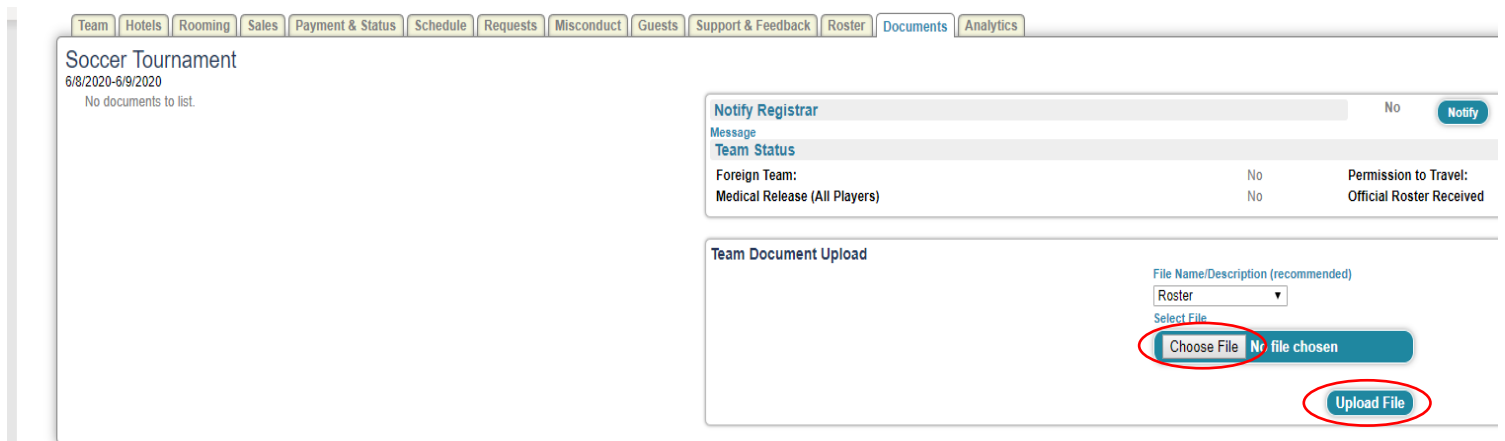 Team Hotels Rooming Sales Payment & Status Schedule Requests Misconduct Guests Support & Feedback Roster Documents Analytics
Soccer Tournament
6/8/2020-6/9/2020
No documents to list.
Notify Registrar No Notify
Message
Team Status
Foreign Team: No Permission to Travel:
Medical Release (All Players) No Official Roster Received
Team Document Upload
File Name/Description (recommended)
Roster
Select File
Choose File No file chosen
Upload File